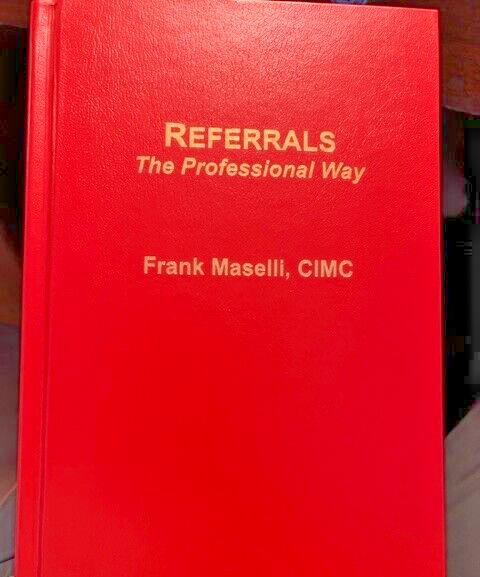 REFERRALS
The Professional Way
Frank Maselli, CIMC